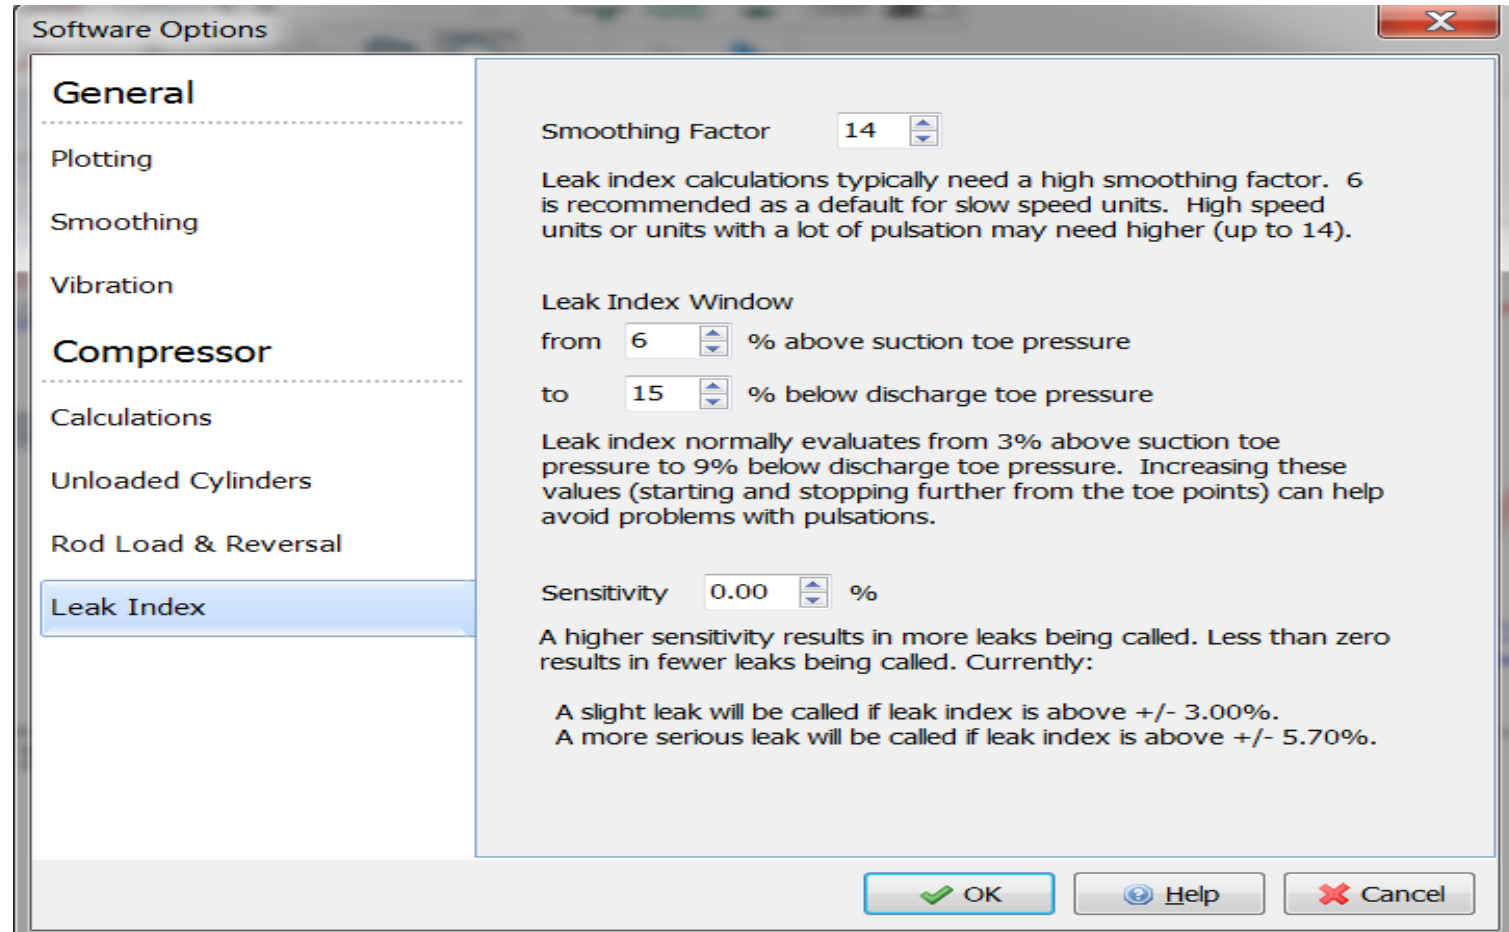 Software Options
General
Plotting
Smoothing
Vibration
Compressor
Calculations
Unloaded Cylinders
Rod Load & Reversal
Leak Index
Smoothing Factor 14
Leak index calculations typically need a high smoothing factor.  6
is recommended as a default for slow speed units.  High speed
units or units with a lot of pulsation may need higher (up to 14).
Leak Index Window
from 6 % above suction toe pressure
to 15 % below discharge toe pressure
Leak index normally evaluates from 3% above suction toe
pressure to 9% below discharge toe pressure.  Increasing these
values (starting and stopping further from the toe points) can help
avoid problems with pulsations.
Sensitivity 0.00 %
A higher sensitivity results in more leaks being called. Less than zero
results in fewer leaks being called. Currently:
A slight leak will be called if leak index is above +/- 3.00%.
A more serious leak will be called if leak index is above +/- 5.70%.
OK Help Cancel